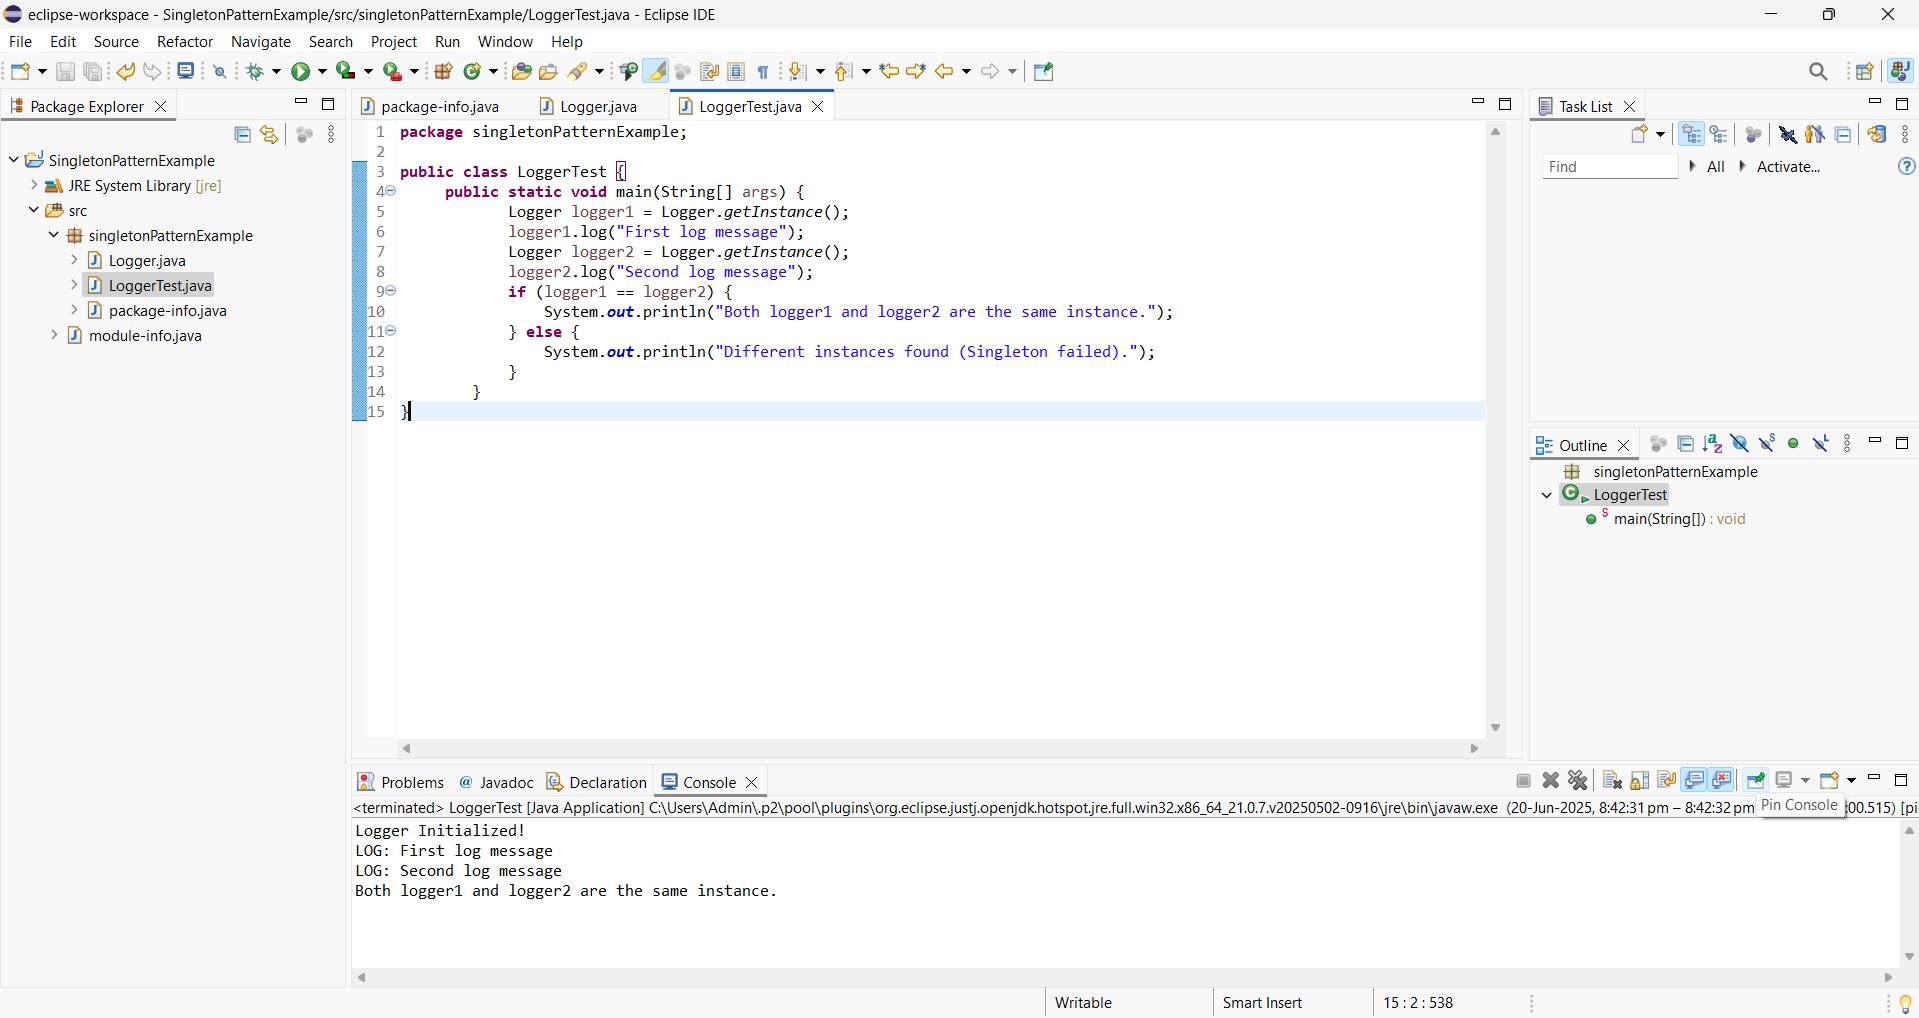 eclipse-workspace - SingletonPatternExample/src/singletonPatternExample/LoggerTest.java - Eclipse IDE
File Edit Source Refactor Navigate Search Project Run Window Help
Package Explorer
SingletonPatternExample
JRE System Library [jre]
src
singletonPatternExample
Logger.java
LoggerTest.java
package-info.java
module-info.java
package-info.java Logger.java LoggerTest.java
1 package singletonPatternExample;
2
3 public class LoggerTest {
4 public static void main(String[] args) {
5 Logger logger1 = Logger.getInstance();
6 logger1.log("First log message");
7 Logger logger2 = Logger.getInstance();
8 logger2.log("Second log message");
9 if (logger1 == logger2) {
10 System.out.println("Both logger1 and logger2 are the same instance.");
11 } else {
12 System.out.println("Different instances found (Singleton failed).");
13 }
14 }
15 }
Task List
Find All Activate...
Outline
singletonPatternExample
LoggerTest
main(String[]) : void
Problems @ Javadoc Declaration Console
<terminated> LoggerTest [Java Application] C:\Users\Admin\.p2\pool\plugins\org.eclipse.justj.openjdk.hotspot.jre.full.win32.x86_64_21.0.7.v20250502-0916\jre\bin\javaw.exe (20-Jun-2025, 8:42:31 pm – 8:42:32 pm :00.515) [pi
Pin Console
Logger Initialized!
LOG: First log message
LOG: Second log message
Both logger1 and logger2 are the same instance.
Writable Smart Insert 15 : 2 : 538